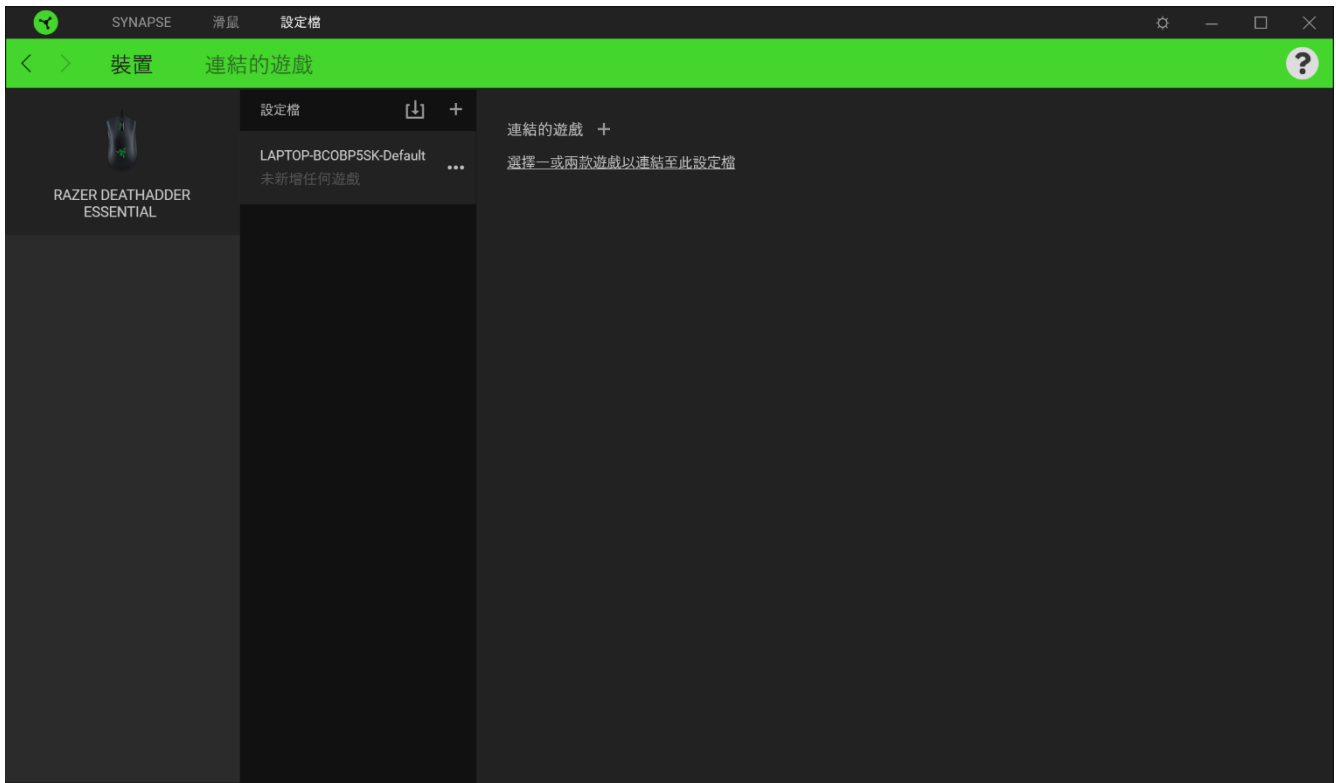 SYNAPSE 滑鼠 設定檔
裝置 連結的遊戲
?
RAZER DEATHADDER
ESSENTIAL
設定檔
LAPTOP-BCOBP5SK-Default
未新增任何遊戲
連結的遊戲
選擇一或兩款遊戲以連結至此設定檔